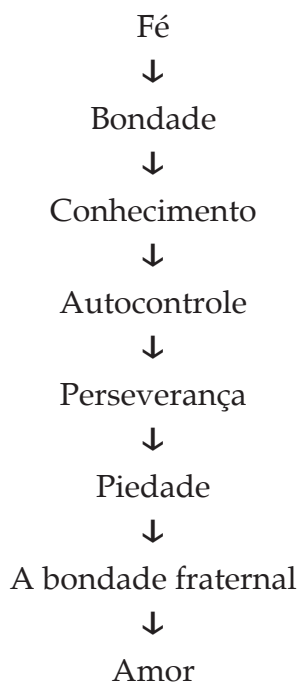 Fé
↓
Bondade
↓
Conhecimento
↓
Autocontrole
↓
Perseverança
↓
Piedade
↓
A bondade fraternal
↓
Amor